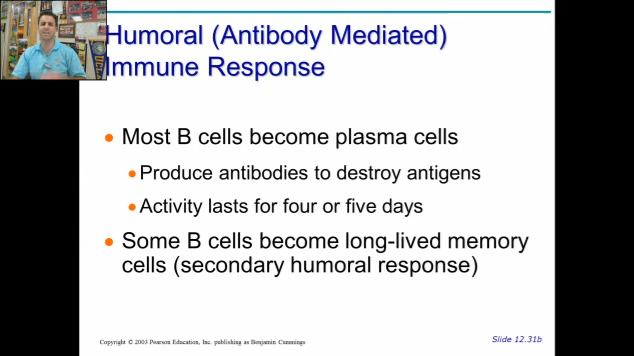 Humoral (Antibody Mediated)
Immune Response
Most B cells become plasma cells
Produce antibodies to destroy antigens
Activity lasts for four or five days
Some B cells become long-lived memory
cells (secondary humoral response)
Copyright © 2003 Pearson Education, Inc. publishing as Benjamin Cummings
Slide 12.31b